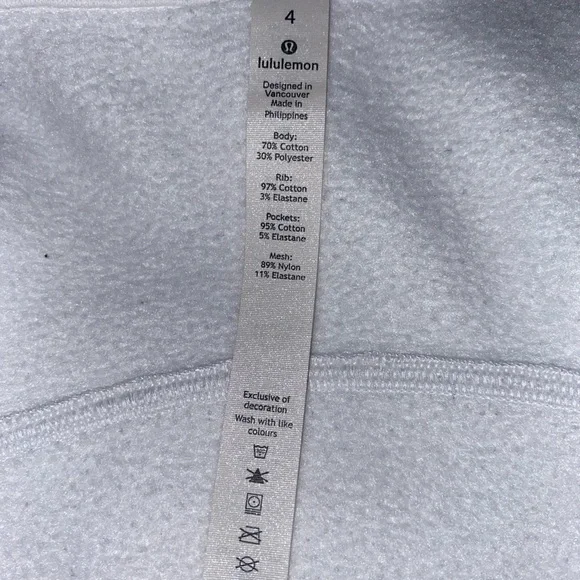 4
lululemon
Designed in
Vancouver
Made in
Philippines
Body:
70% Cotton
30% Polyester
Rib:
97% Cotton
3% Elastane
Pockets:
95% Cotton
5% Elastane
Mesh:
89% Nylon
11% Elastane
Exclusive of
decoration
Wash with like
colours